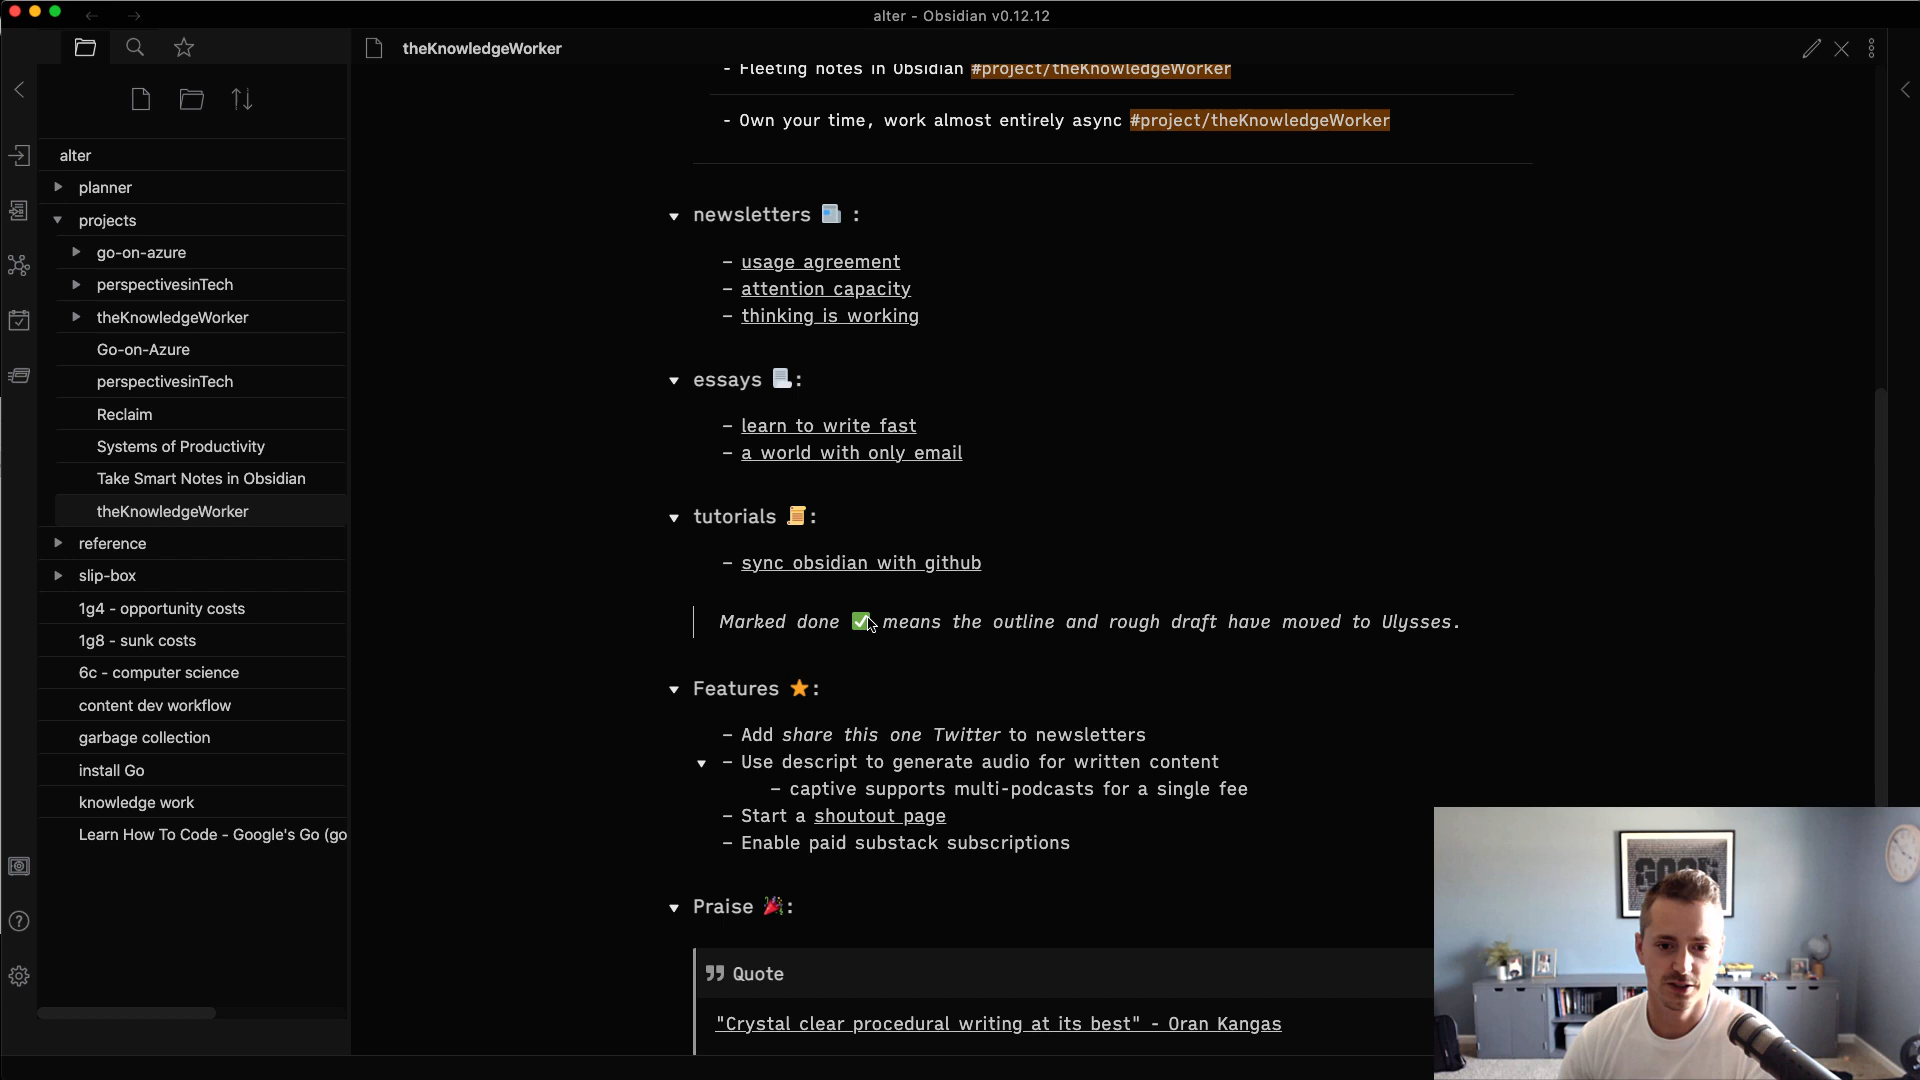 alter - Obsidian v0.12.12
theKnowledgeWorker
- Fleeting notes in Obsidian #project/theKnowledgeWorker
- Own your time, work almost entirely async #project/theKnowledgeWorker
alter
planner
projects
go-on-azure
perspectivesinTech
theKnowledgeWorker
Go-on-Azure
perspectivesinTech
Reclaim
Systems of Productivity
Take Smart Notes in Obsidian
theKnowledgeWorker
reference
slip-box
1g4 - opportunity costs
1g8 - sunk costs
6c - computer science
content dev workflow
garbage collection
install Go
knowledge work
Learn How To Code - Google's Go (go
newsletters 📰 :
- usage agreement
- attention capacity
- thinking is working
essays 📃:
- learn to write fast
- a world with only email
tutorials 📜:
- sync obsidian with github
Marked done ✅ means the outline and rough draft have moved to Ulysses.
Features ⭐:
- Add share this one Twitter to newsletters
- Use descript to generate audio for written content
- captive supports multi-podcasts for a single fee
- Start a shoutout page
- Enable paid substack subscriptions
Praise 🎉:
Quote
"Crystal clear procedural writing at its best" - Oran Kangas
GOOD